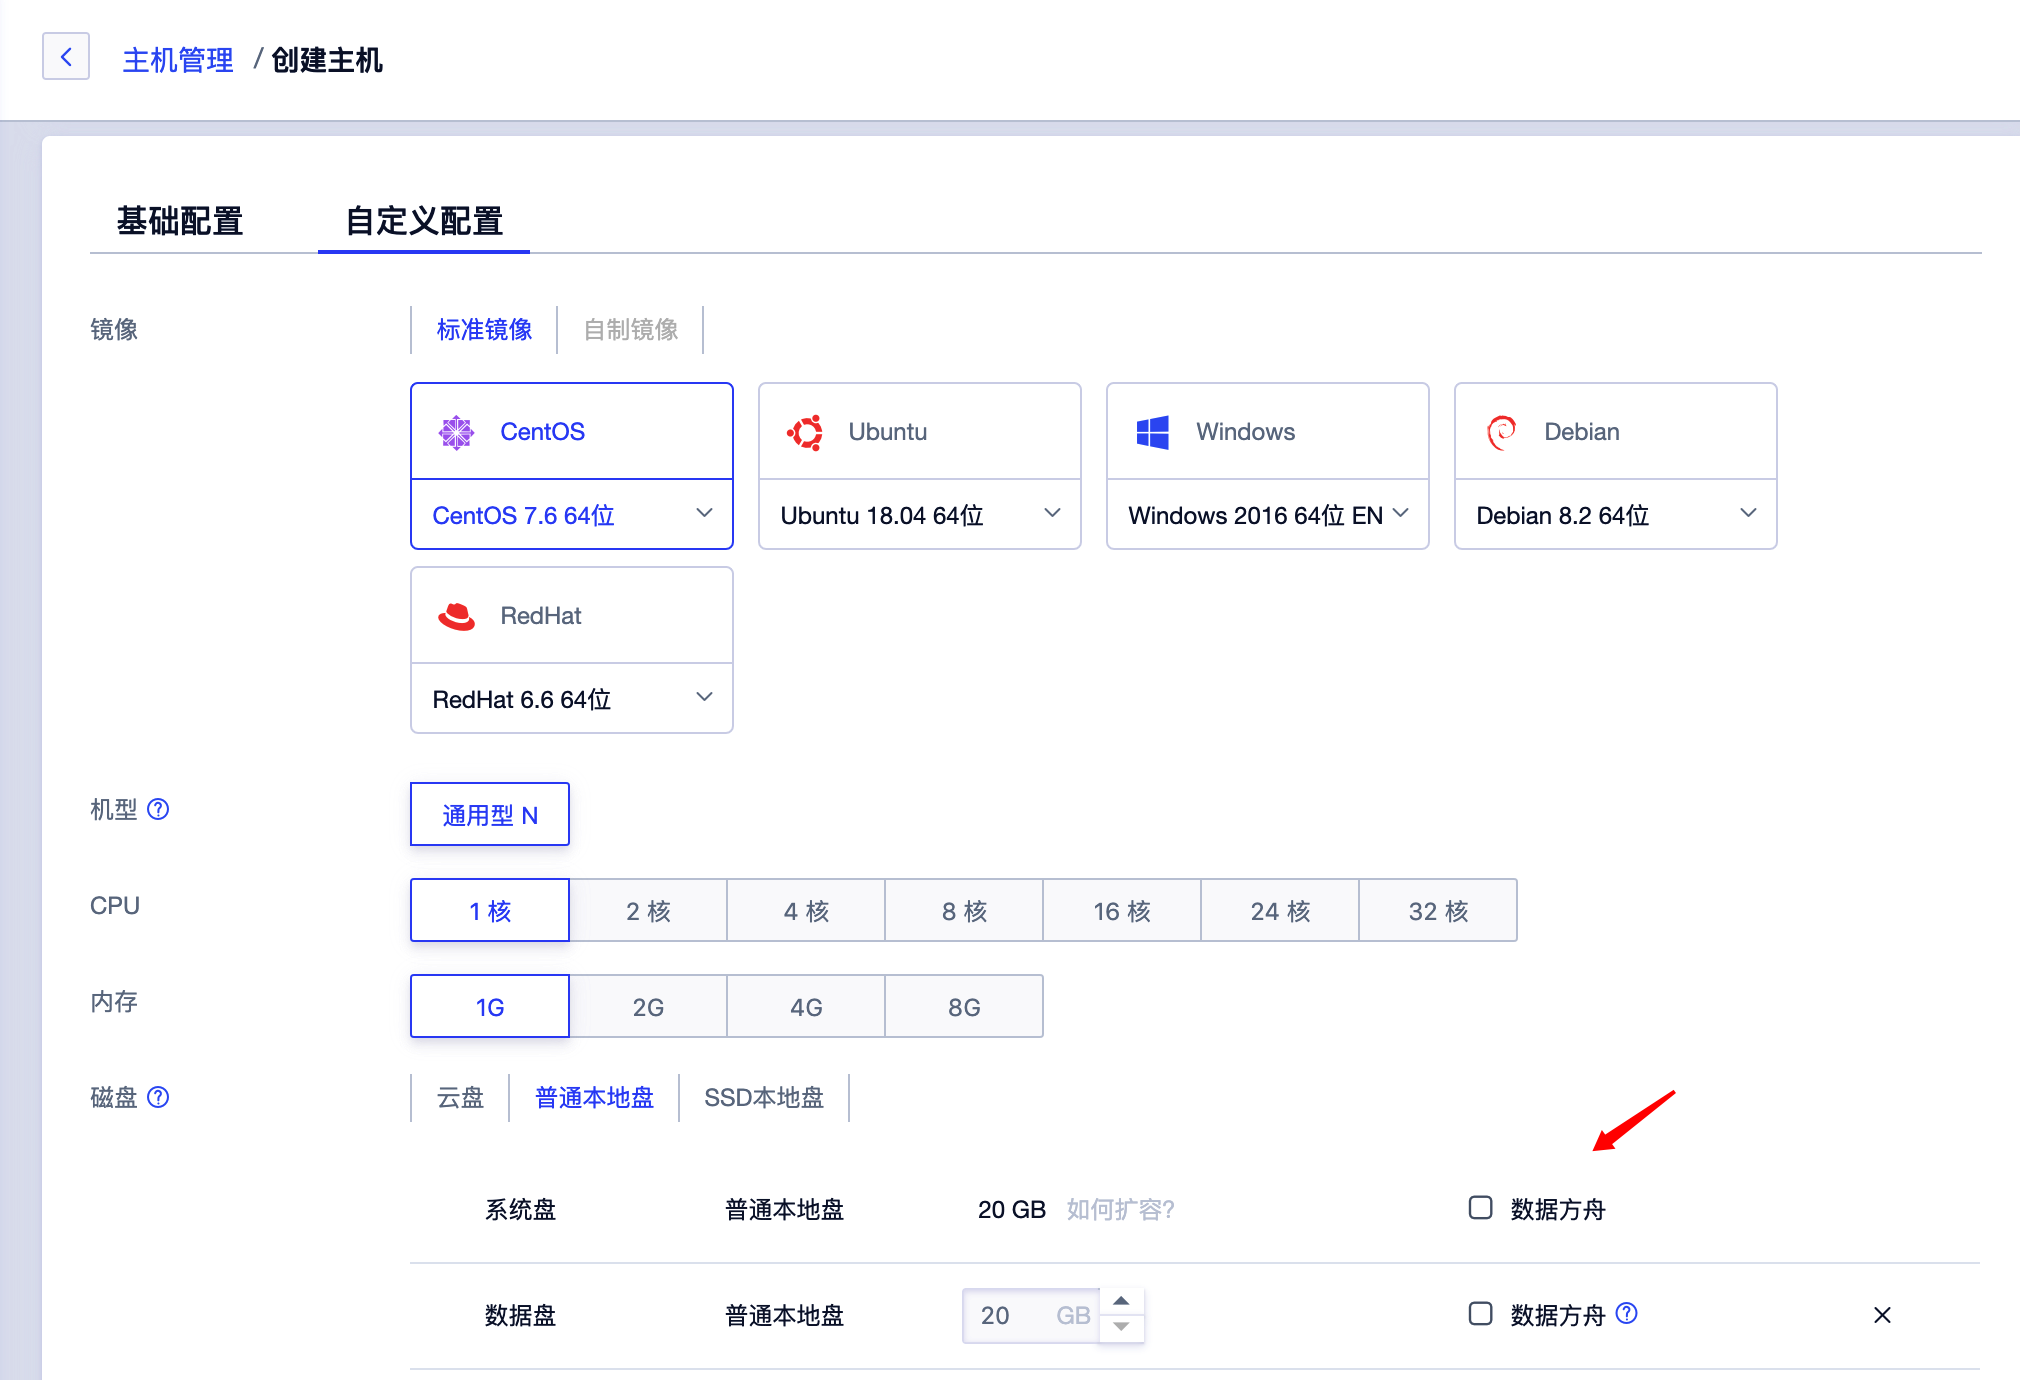 主机管理 / 创建主机
基础配置 自定义配置
镜像 标准镜像 自制镜像
CentOS Ubuntu Windows Debian
CentOS 7.6 64位 Ubuntu 18.04 64位 Windows 2016 64位 EN Debian 8.2 64位
RedHat
RedHat 6.6 64位
机型 ? 通用型 N
CPU 1 核 2 核 4 核 8 核 16 核 24 核 32 核
内存 1G 2G 4G 8G
磁盘 ? 云盘 普通本地盘 SSD本地盘
系统盘 普通本地盘 20 GB 如何扩容? 数据方舟
数据盘 普通本地盘 20 GB 数据方舟 ?